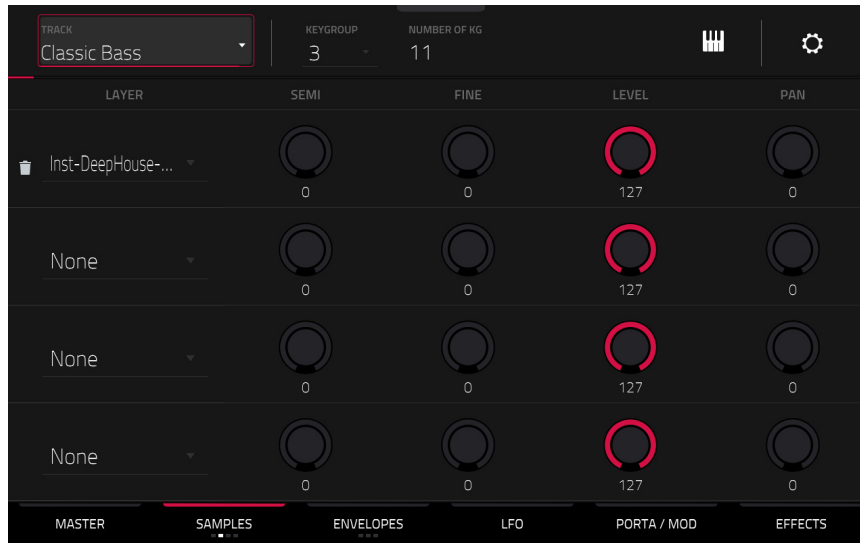 TRACK KEYGROUP NUMBER OF KG
Classic Bass 3 11
LAYER SEMI FINE LEVEL PAN
Inst-DeepHouse-...
0 0 127 0
None
0 0 127 0
None
0 0 127 0
None
0 0 127 0
MASTER SAMPLES ENVELOPES LFO PORTA / MOD EFFECTS